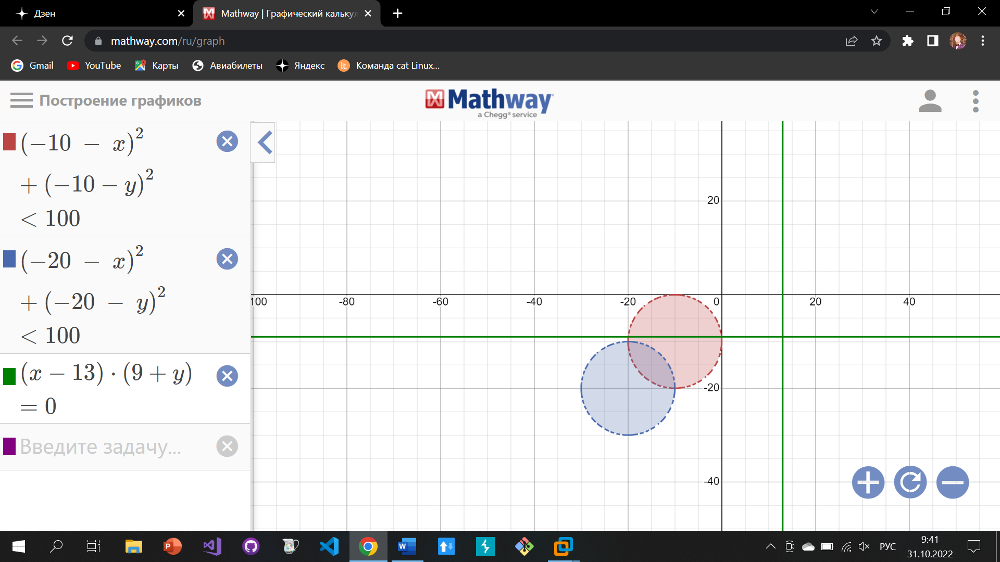 Дзен
Mathway | Графический кальку
mathway.com/ru/graph
Gmail YouTube Карты Авиабилеты Яндекс Команда cat Linux...
Построение графиков
Mathway
a Chegg® service
(−10 − x)²
+ (−10 − y)²
< 100
(−20 − x)²
+ (−20 − y)²
< 100
(x − 13) · (9 + y)
= 0
Введите задачу...
20
100 -80 -60 -40 -20 0 20 40
-20
-40
РУС
9:41
31.10.2022